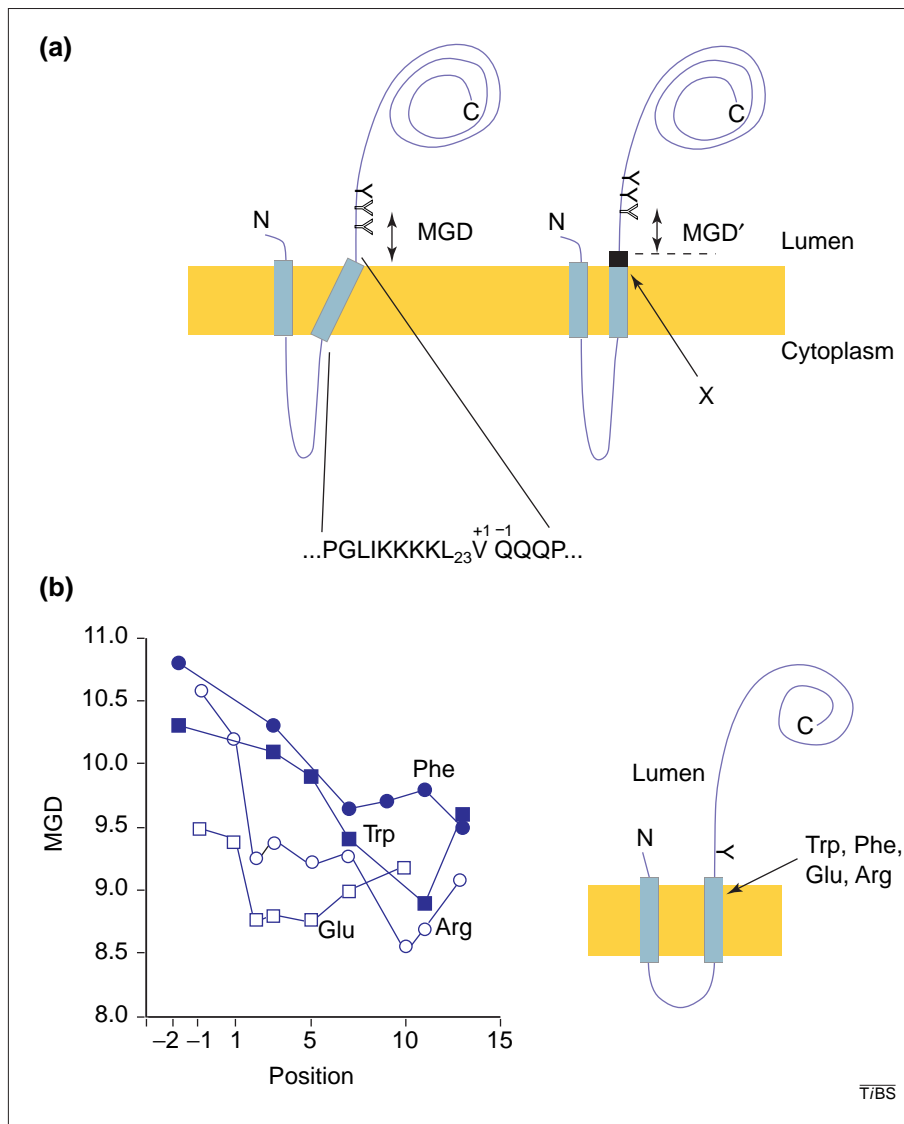 (a)
C
C
N
MGD
N
MGD′
Lumen
Cytoplasm
X
+1 −1
...PGLIKKKKL23V QQQP...
(b)
11.0
10.5
10.0
9.5
9.0
8.5
8.0
MGD
Phe
Trp
Glu
Arg
−2 −1 1 5 10 15
Position
C
Lumen
N
Trp, Phe,
Glu, Arg
TiBS